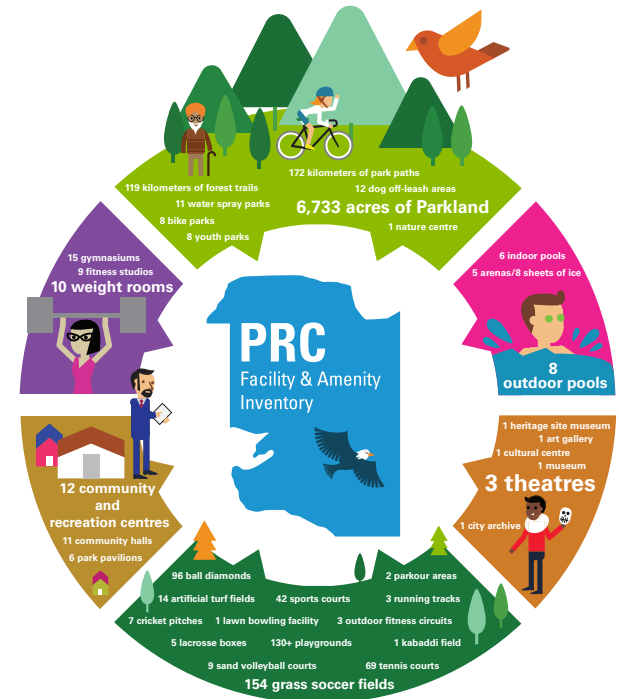 172 kilometers of park paths
119 kilometers of forest trails
12 dog off-leash areas
11 water spray parks
6,733 acres of Parkland
8 bike parks
1 nature centre
8 youth parks
15 gymnasiums
9 fitness studios
10 weight rooms
6 indoor pools
5 arenas/8 sheets of ice
8
outdoor pools
PRC
Facility & Amenity
Inventory
1 heritage site museum
1 art gallery
1 cultural centre
1 museum
3 theatres
1 city archive
12 community
and
recreation centres
11 community halls
6 park pavilions
96 ball diamonds
2 parkour areas
14 artificial turf fields
42 sports courts
3 running tracks
7 cricket pitches
1 lawn bowling facility
3 outdoor fitness circuits
5 lacrosse boxes
130+ playgrounds
1 kabaddi field
9 sand volleyball courts
69 tennis courts
154 grass soccer fields